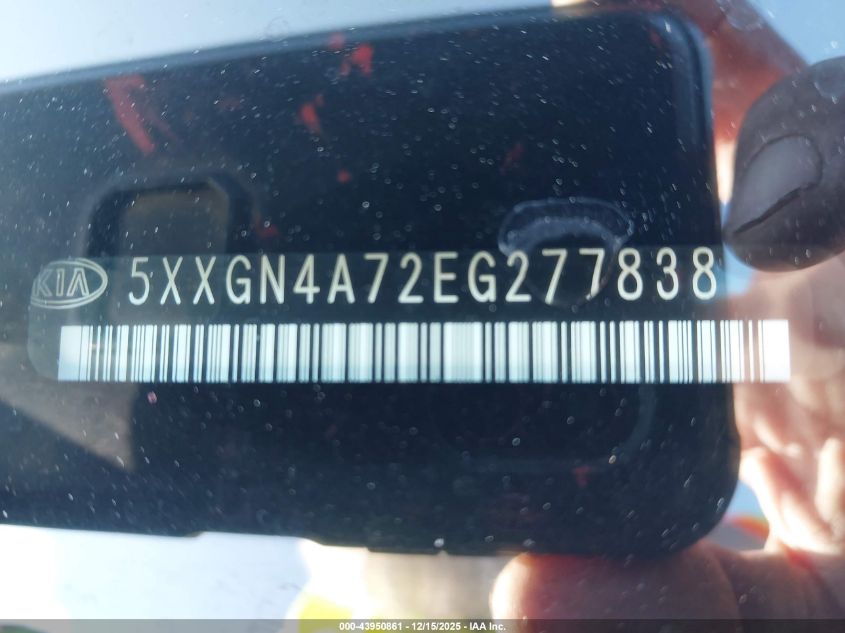 KIA 5XXGN4A72EG277838
000-43950861 - 12/15/2025 - IAA Inc.